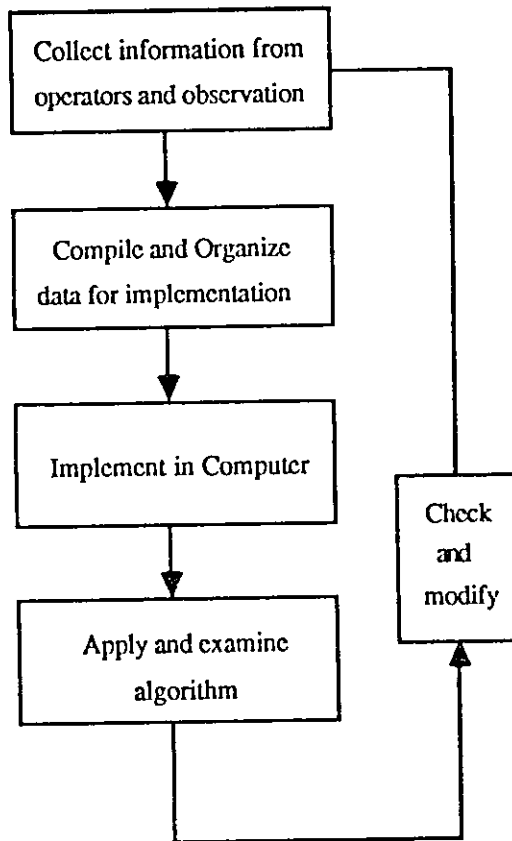 Collect information from
operators and observation
Compile and Organize
data for implementation
Implement in Computer
Check
and
modify
Apply and examine
algorithm